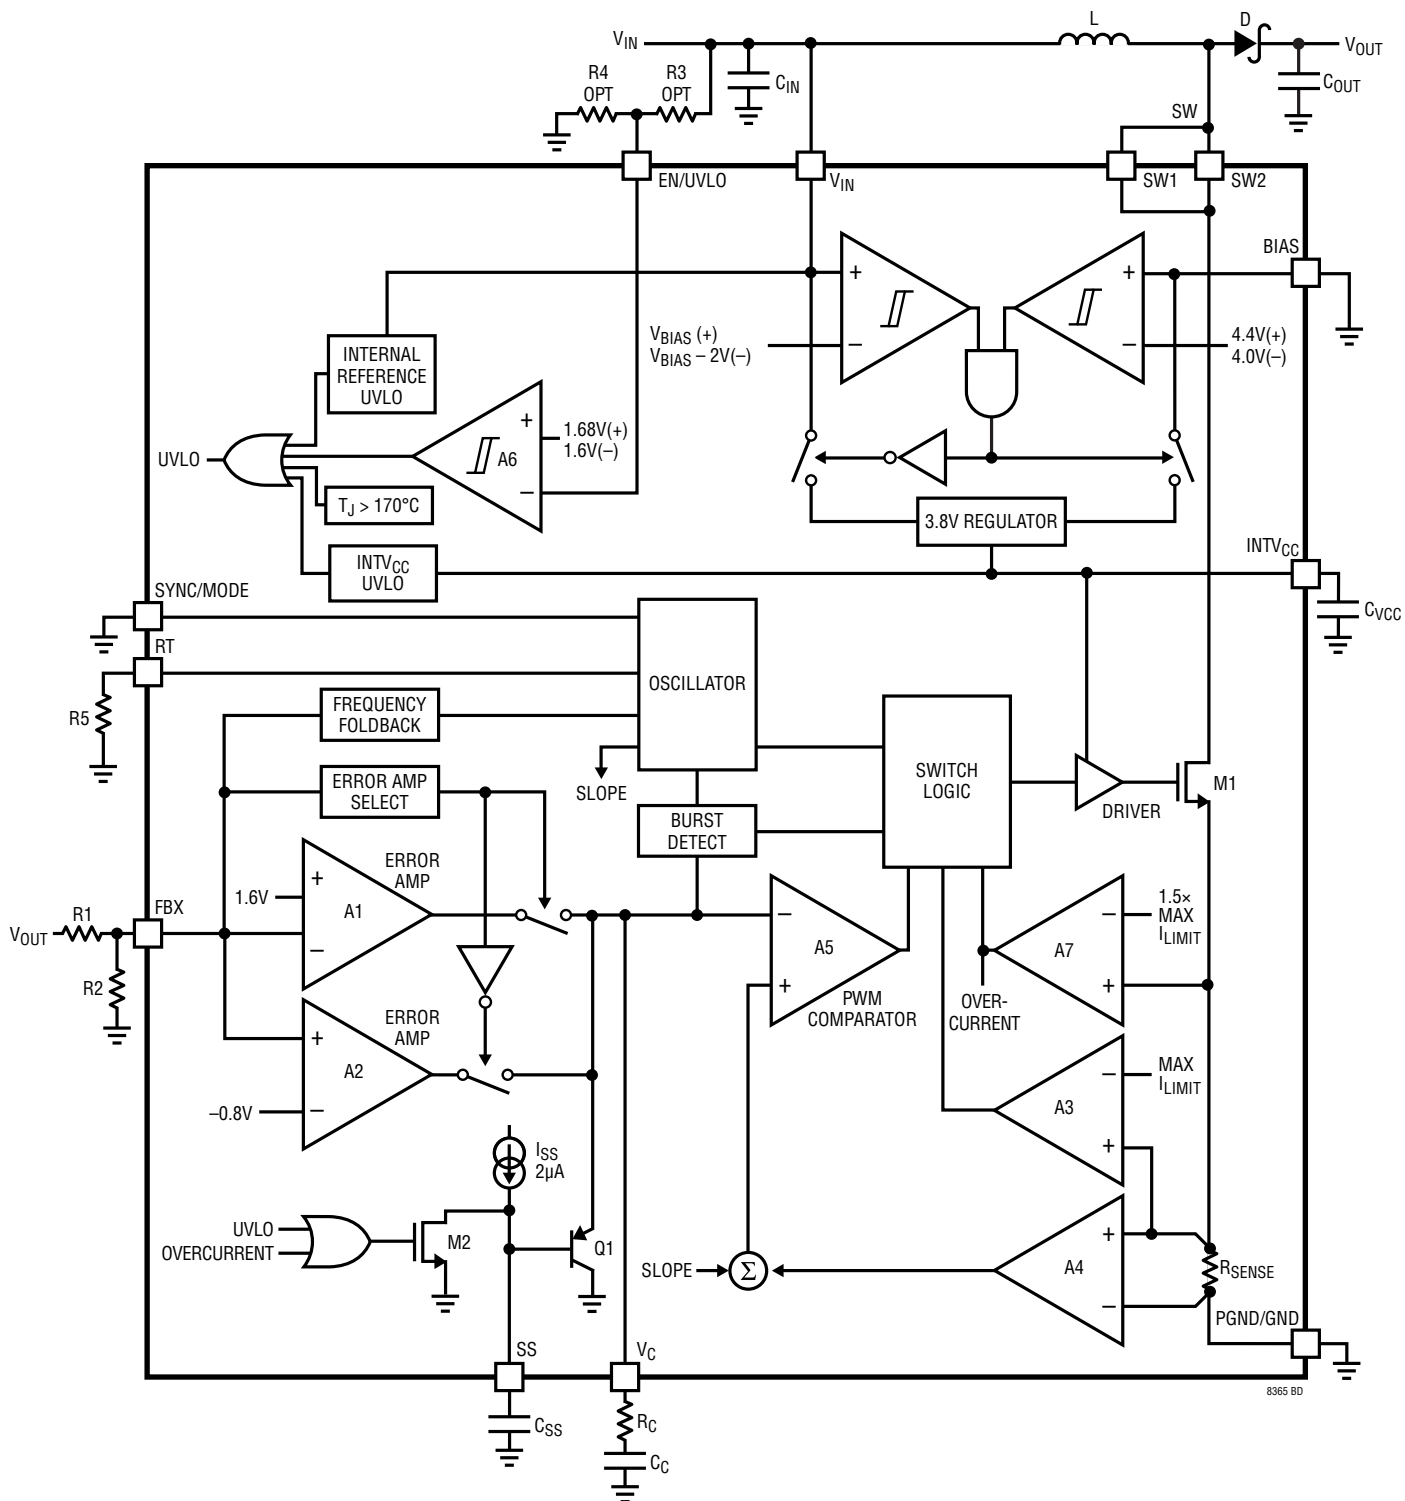 L
D
VIN
VOUT
R4
OPT
R3
OPT
CIN
COUT
SW
EN/UVLO
VIN
SW1
SW2
BIAS
+
+
VBIAS (+)
VBIAS – 2V(–)
–
–
4.4V(+)
4.0V(–)
INTERNAL
REFERENCE
UVLO
+
1.68V(+)
1.6V(–)
UVLO
A6
–
TJ > 170°C
3.8V REGULATOR
INTVCC
UVLO
INTVCC
CVCC
SYNC/MODE
RT
OSCILLATOR
R5
FREQUENCY
FOLDBACK
SLOPE
ERROR AMP
SELECT
SWITCH
LOGIC
DRIVER
M1
BURST
DETECT
ERROR
AMP
+
1.6V
A1
–
FBX
R1
VOUT
R2
–
A5
+
PWM
COMPARATOR
1.5×
MAX
ILIMIT
–
A7
+
OVER-
CURRENT
ERROR
AMP
+
A2
–
–0.8V
MAX
ILIMIT
–
A3
+
ISS
2µA
UVLO
OVERCURRENT
M2
Q1
SLOPE
Σ
+
A4
–
RSENSE
PGND/GND
SS
VC
8365 BD
CSS
RC
CC